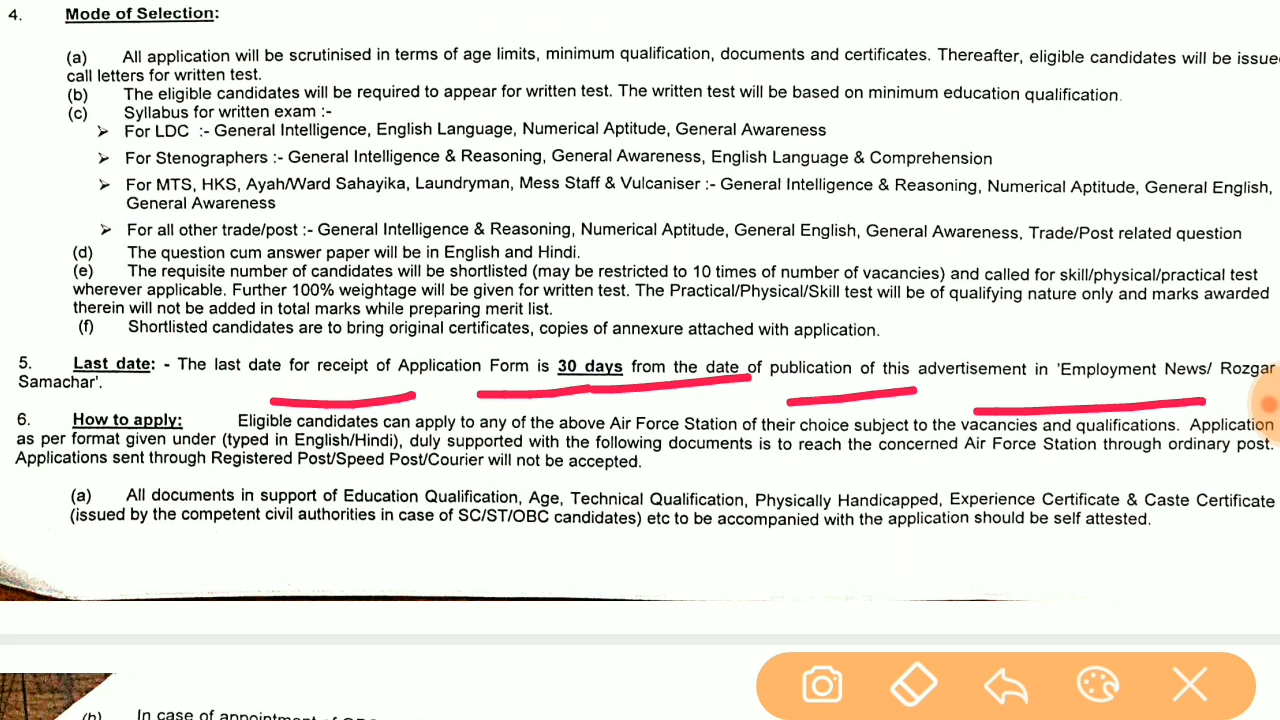 4. Mode of Selection:
(a) All application will be scrutinised in terms of age limits, minimum qualification, documents and certificates. Thereafter, eligible candidates will be issue
call letters for written test.
(b) The eligible candidates will be required to appear for written test. The written test will be based on minimum education qualification.
(c) Syllabus for written exam :-
➢ For LDC :- General Intelligence, English Language, Numerical Aptitude, General Awareness
➢ For Stenographers :- General Intelligence & Reasoning, General Awareness, English Language & Comprehension
➢ For MTS, HKS, Ayah/Ward Sahayika, Laundryman, Mess Staff & Vulcaniser :- General Intelligence & Reasoning, Numerical Aptitude, General English,
General Awareness
➢ For all other trade/post :- General Intelligence & Reasoning, Numerical Aptitude, General English, General Awareness, Trade/Post related question
(d) The question cum answer paper will be in English and Hindi.
(e) The requisite number of candidates will be shortlisted (may be restricted to 10 times of number of vacancies) and called for skill/physical/practical test
wherever applicable. Further 100% weightage will be given for written test. The Practical/Physical/Skill test will be of qualifying nature only and marks awarded
therein will not be added in total marks while preparing merit list.
(f) Shortlisted candidates are to bring original certificates, copies of annexure attached with application.
5. Last date: - The last date for receipt of Application Form is 30 days from the date of publication of this advertisement in 'Employment News/ Rozgar
Samachar'.
6. How to apply: Eligible candidates can apply to any of the above Air Force Station of their choice subject to the vacancies and qualifications. Application
as per format given under (typed in English/Hindi), duly supported with the following documents is to reach the concerned Air Force Station through ordinary post.
Applications sent through Registered Post/Speed Post/Courier will not be accepted.
(a) All documents in support of Education Qualification, Age, Technical Qualification, Physically Handicapped, Experience Certificate & Caste Certificate
(issued by the competent civil authorities in case of SC/ST/OBC candidates) etc to be accompanied with the application should be self attested.
(b) In case of appointment of